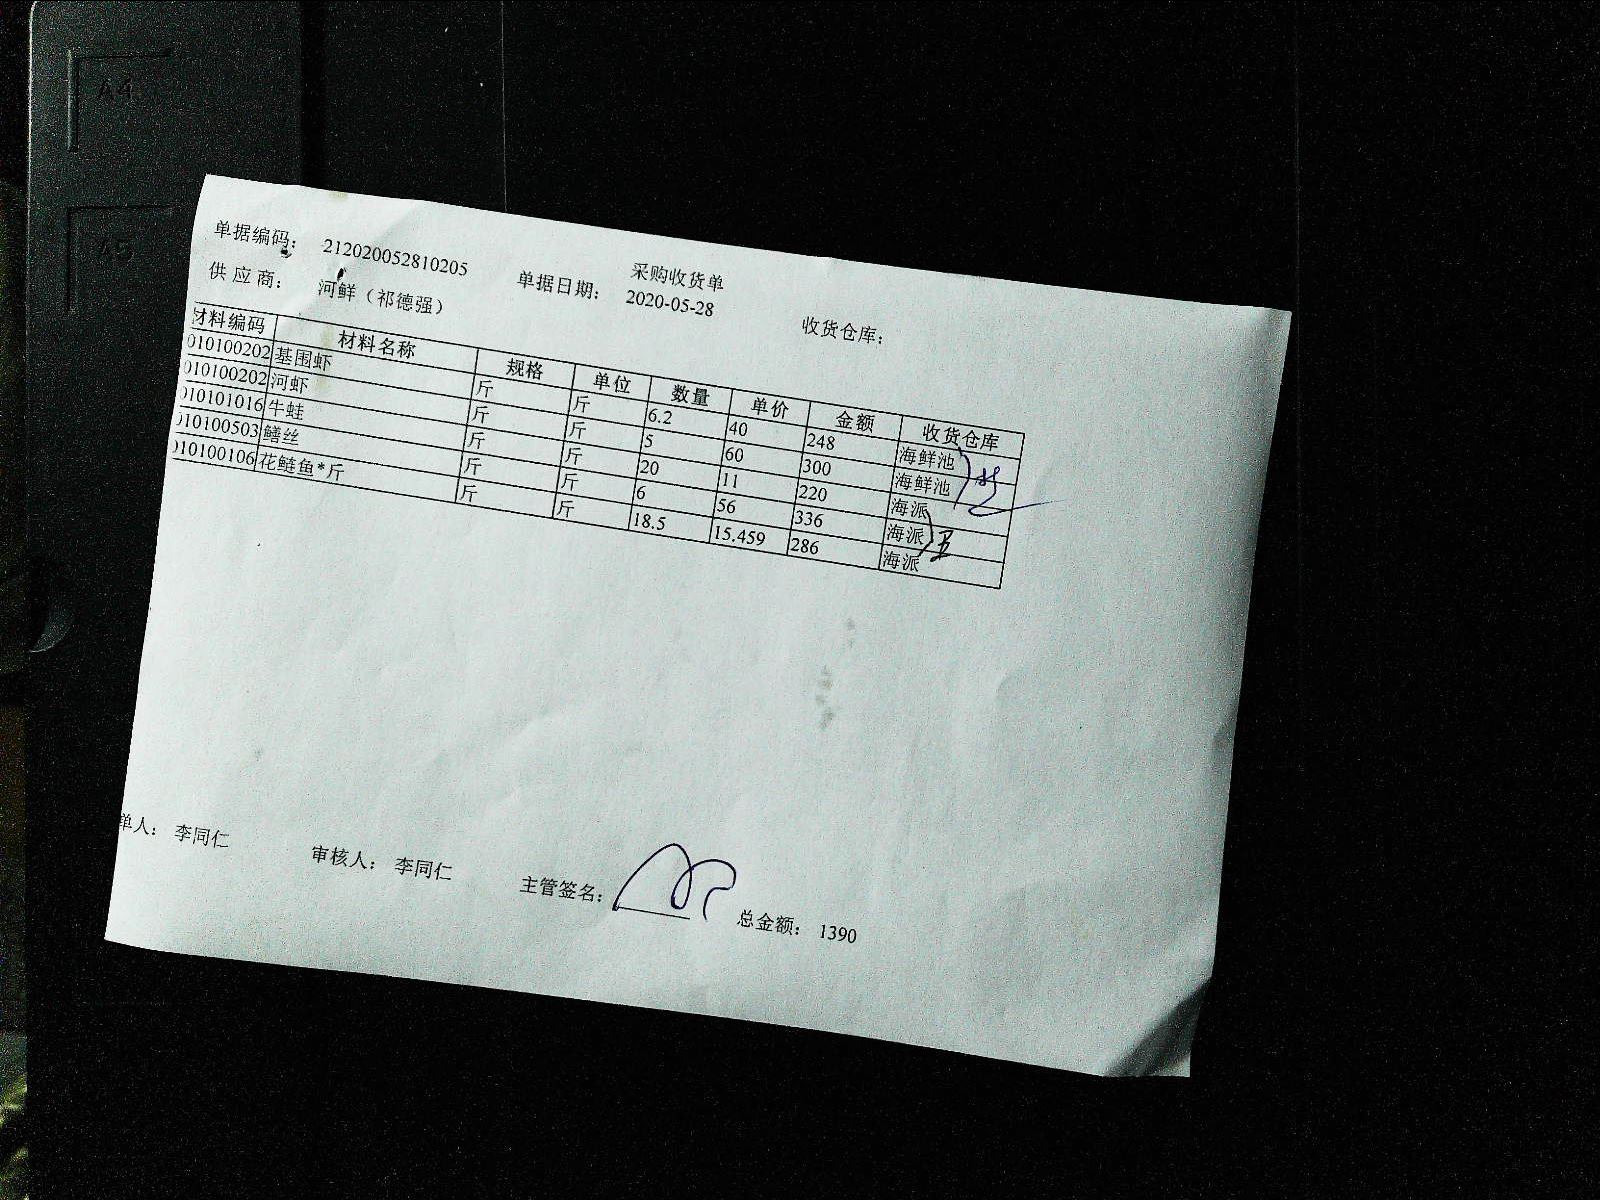 A4
A5
采购收货单
单据编码： 212020052810205 单据日期： 2020-05-28 收货仓库：
供应商： 河鲜（祁德强）
材料编码 材料名称 规格 单位 数量 单价 金额 收货仓库
010100202 基围虾 斤 斤 6.2 40 248 海鲜池
010100202 河虾 斤 斤 5 60 300 海鲜池
010101016 牛蛙 斤 斤 20 11 220 海派
010100503 鳝丝 斤 斤 6 56 336 海派
010100106 花鲢鱼*斤 斤 斤 18.5 15.459 286 海派
单人： 李同仁 审核人： 李同仁 主管签名： 总金额： 1390